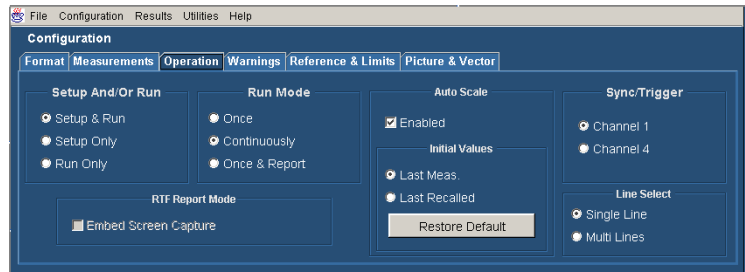 File Configuration Results Utilities Help
Configuration
Format Measurements Operation Warnings Reference & Limits Picture & Vector
Setup And/Or Run
Setup & Run
Setup Only
Run Only
Run Mode
Once
Continuously
Once & Report
RTF Report Mode
Embed Screen Capture
Auto Scale
Enabled
Initial Values
Last Meas.
Last Recalled
Restore Default
Sync/Trigger
Channel 1
Channel 4
Line Select
Single Line
Multi Lines